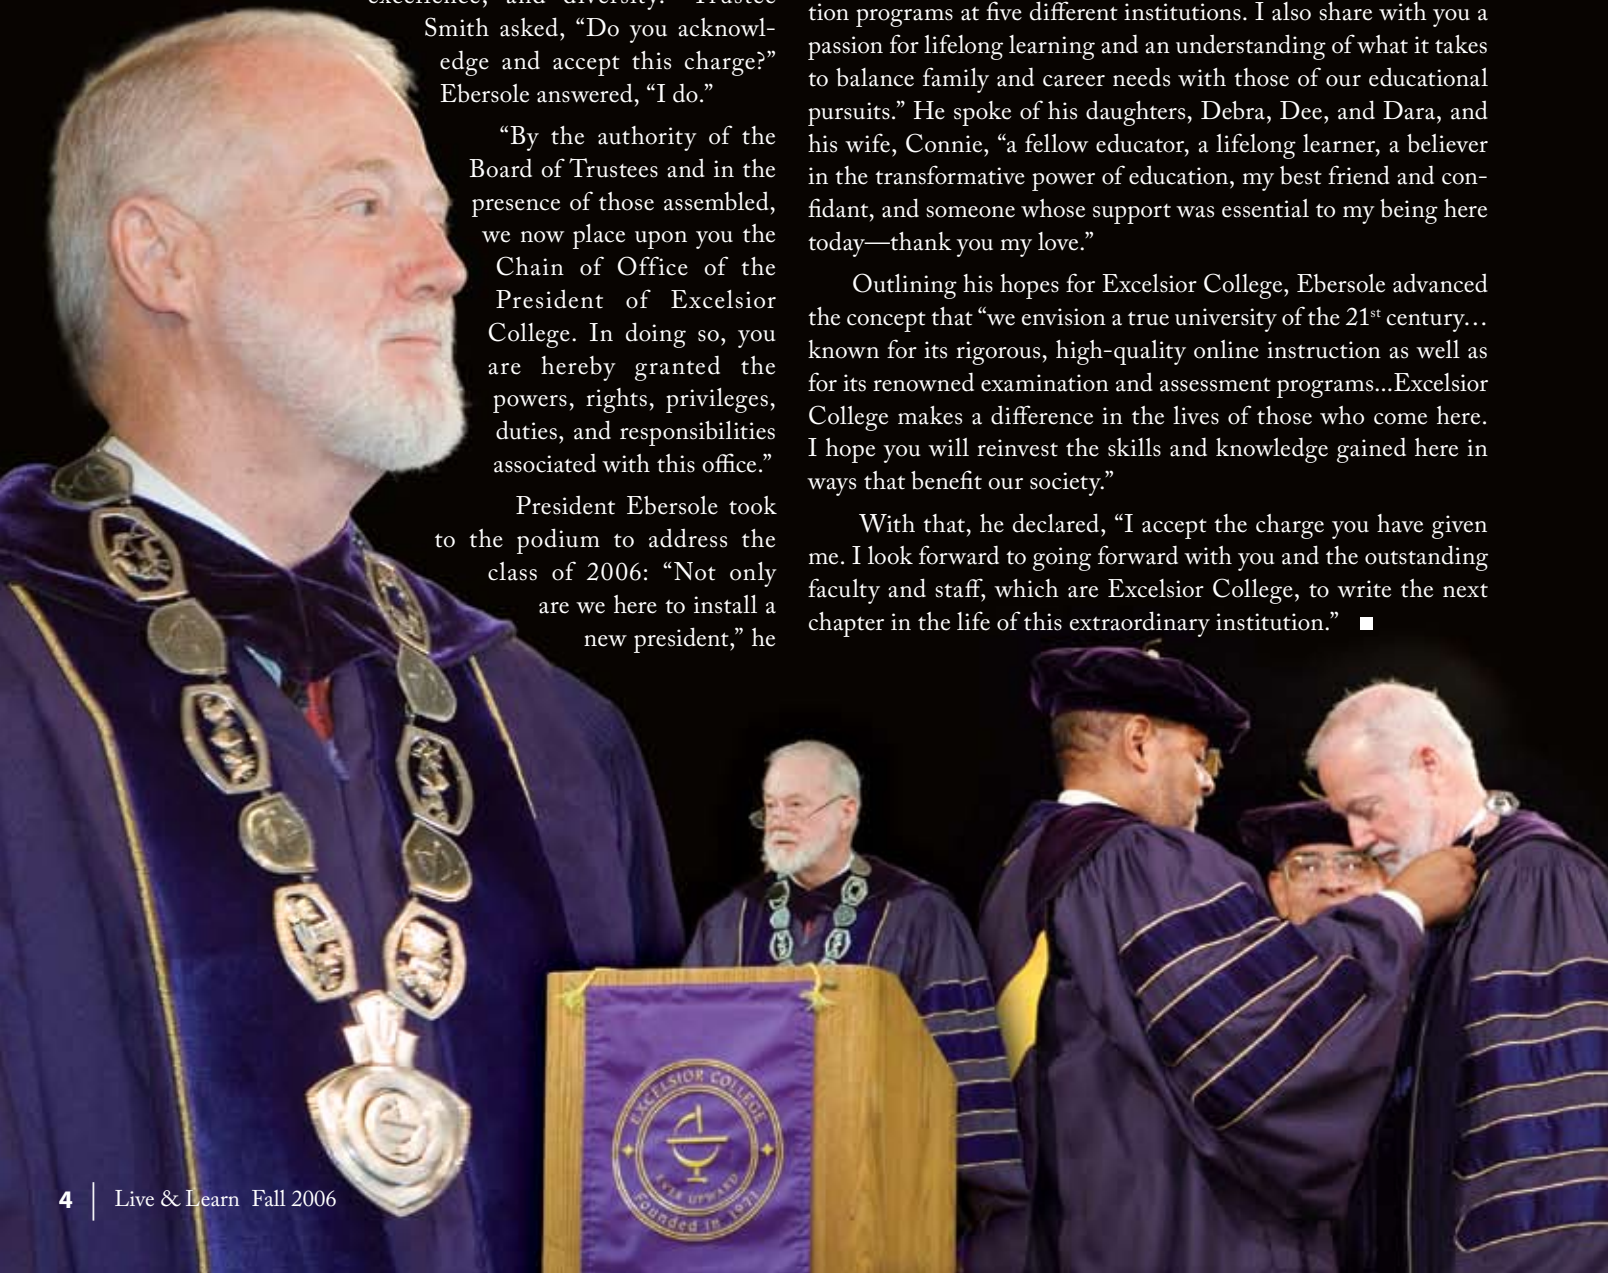 Smith asked, “Do you acknowl-
edge and accept this charge?”
Ebersole answered, “I do.”
“By the authority of the
Board of Trustees and in the
presence of those assembled,
we now place upon you the
Chain of Office of the
President of Excelsior
College. In doing so, you
are hereby granted the
powers, rights, privileges,
duties, and responsibilities
associated with this office.”
President Ebersole took
to the podium to address the
class of 2006: “Not only
are we here to install a
new president,” he
tion programs at five different institutions. I also share with you a
passion for lifelong learning and an understanding of what it takes
to balance family and career needs with those of our educational
pursuits.” He spoke of his daughters, Debra, Dee, and Dara, and
his wife, Connie, “a fellow educator, a lifelong learner, a believer
in the transformative power of education, my best friend and con-
fidant, and someone whose support was essential to my being here
today—thank you my love.”
Outlining his hopes for Excelsior College, Ebersole advanced
the concept that “we envision a true university of the 21st century…
known for its rigorous, high-quality online instruction as well as
for its renowned examination and assessment programs...Excelsior
College makes a difference in the lives of those who come here.
I hope you will reinvest the skills and knowledge gained here in
ways that benefit our society.”
With that, he declared, “I accept the charge you have given
me. I look forward to going forward with you and the outstanding
faculty and staff, which are Excelsior College, to write the next
chapter in the life of this extraordinary institution.” ■
EXCELSIOR COLLEGE
EVER UPWARD
Founded in 1971
4 | Live & Learn Fall 2006